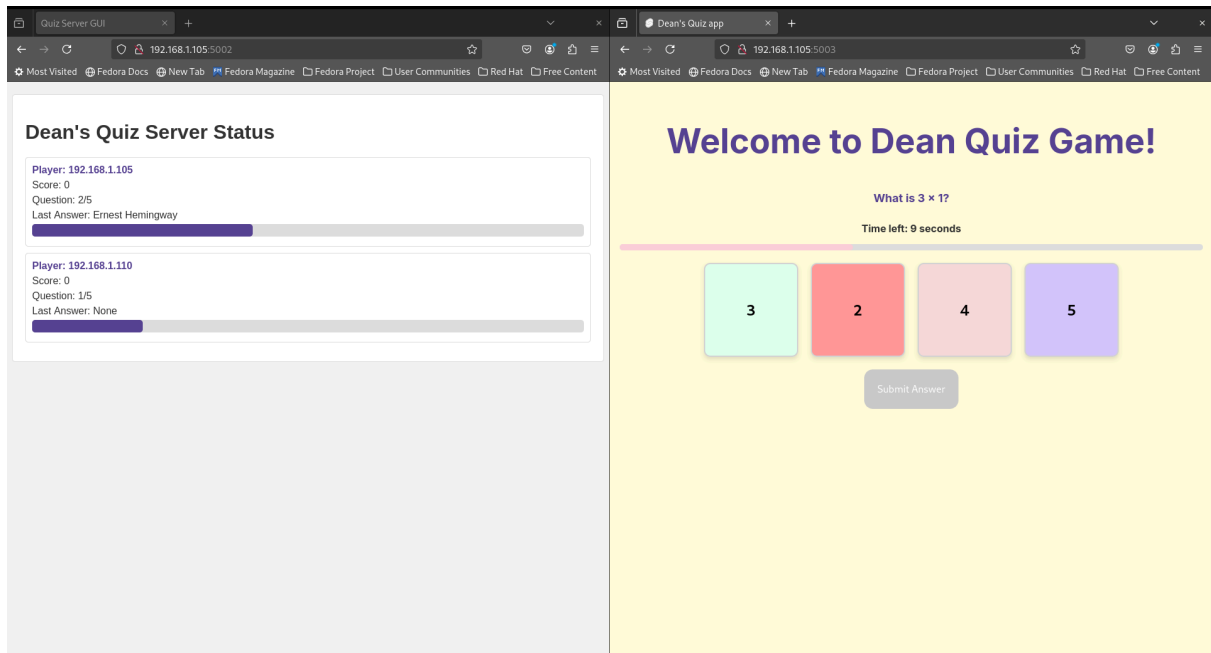 Quiz Server GUI
192.168.1.105:5002
Most Visited Fedora Docs New Tab Fedora Magazine Fedora Project User Communities Red Hat Free Content
Dean's Quiz Server Status
Player: 192.168.1.105
Score: 0
Question: 2/5
Last Answer: Ernest Hemingway
Player: 192.168.1.110
Score: 0
Question: 1/5
Last Answer: None
Dean's Quiz app
192.168.1.105:5003
Most Visited Fedora Docs New Tab Fedora Magazine Fedora Project User Communities Red Hat Free Content
Welcome to Dean Quiz Game!
What is 3 × 1?
Time left: 9 seconds
3 2 4 5
Submit Answer